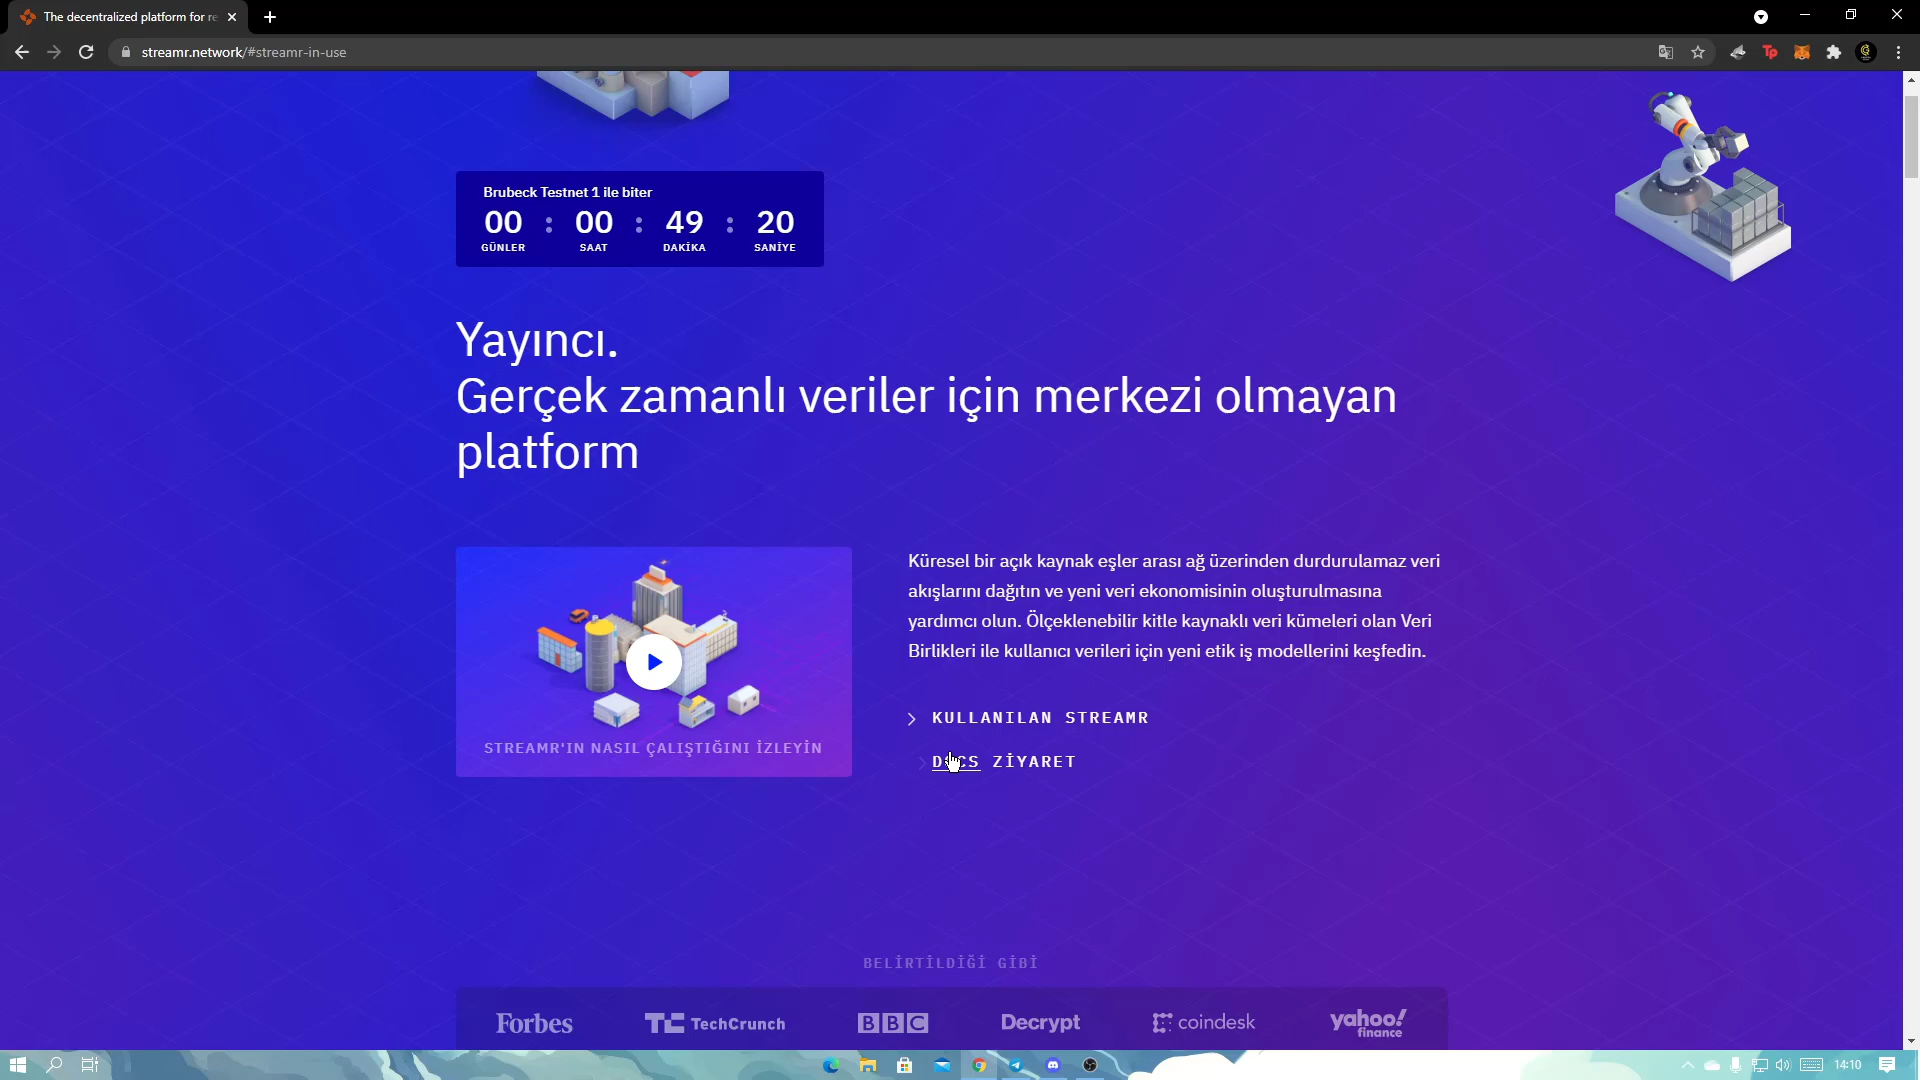 The decentralized platform for re
streamr.network/#streamr-in-use
Brubeck Testnet 1 ile biter
00 : 00 : 49 : 20
GÜNLER SAAT DAKİKA SANİYE
Yayıncı.
Gerçek zamanlı veriler için merkezi olmayan
platform
Küresel bir açık kaynak eşler arası ağ üzerinden durdurulamaz veri
akışlarını dağıtın ve yeni veri ekonomisinin oluşturulmasına
yardımcı olun. Ölçeklenebilir kitle kaynaklı veri kümeleri olan Veri
Birlikleri ile kullanıcı verileri için yeni etik iş modellerini keşfedin.
STREAMR'IN NASIL ÇALIŞTIĞINI İZLEYİN
KULLANILAN STREAMR
DOCS ZİYARET
BELİRTİLDİĞİ GİBİ
Forbes TC TechCrunch BBC Decrypt coindesk yahoo! finance
14:10